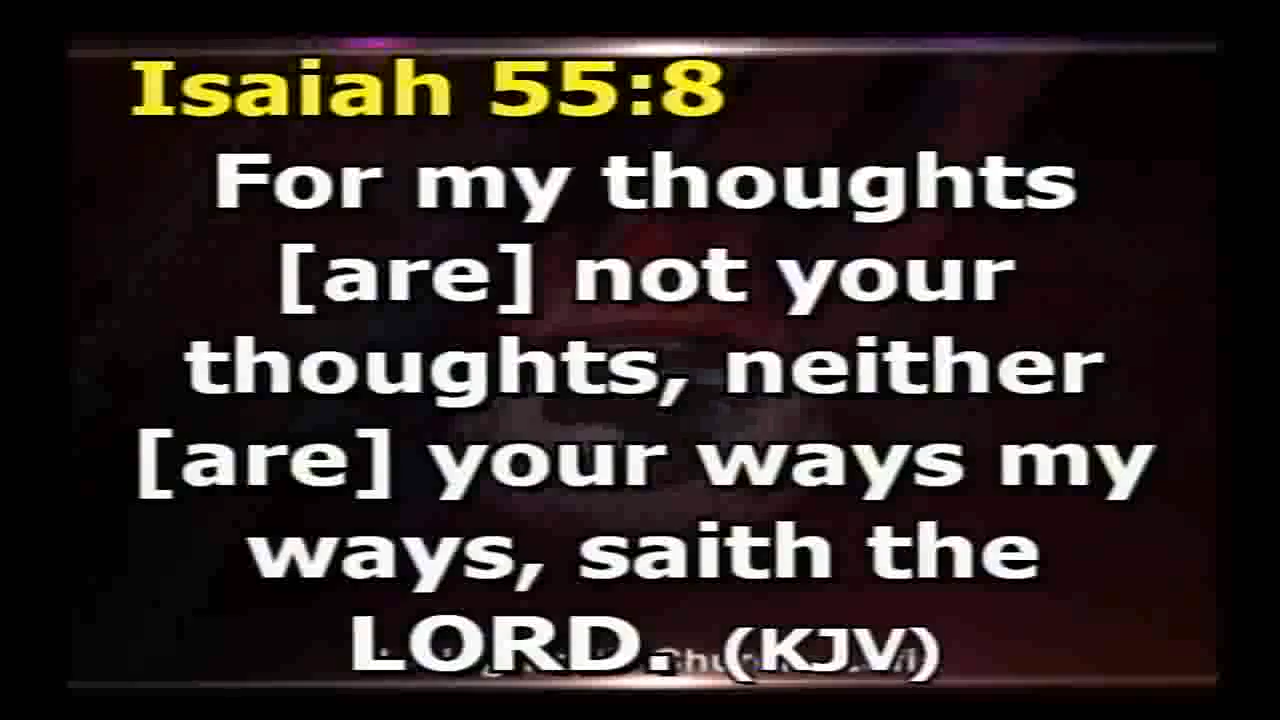 Isaiah 55:8
For my thoughts
[are] not your
thoughts, neither
[are] your ways my
ways, saith the
LORD. (KJV)